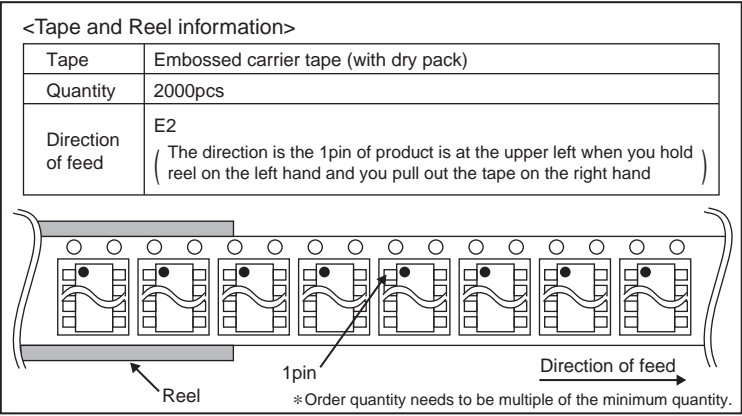 <Tape and Reel information>
Tape Embossed carrier tape (with dry pack)
Quantity 2000pcs
Direction of feed E2
( The direction is the 1pin of product is at the upper left when you hold
reel on the left hand and you pull out the tape on the right hand )
1pin
Direction of feed
Reel
*Order quantity needs to be multiple of the minimum quantity.